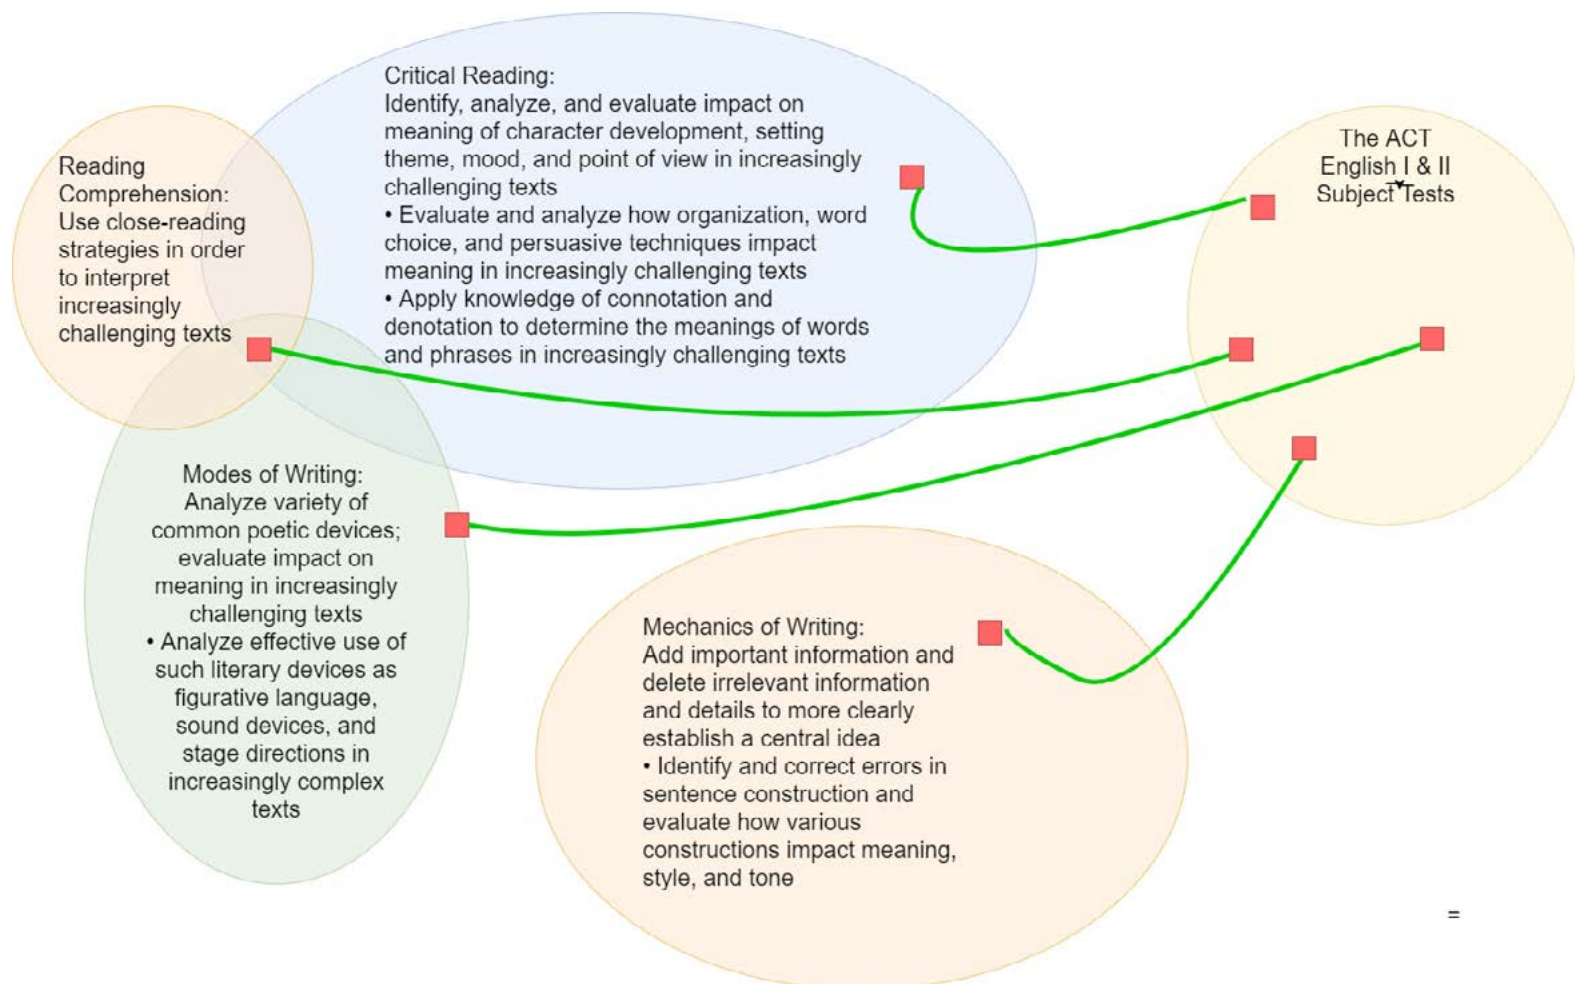 Critical Reading:
Identify, analyze, and evaluate impact on
meaning of character development, setting
theme, mood, and point of view in increasingly
challenging texts
• Evaluate and analyze how organization, word
choice, and persuasive techniques impact
meaning in increasingly challenging texts
• Apply knowledge of connotation and
denotation to determine the meanings of words
and phrases in increasingly challenging texts
Reading
Comprehension:
Use close-reading
strategies in order
to interpret
increasingly
challenging texts
The ACT
English I & II
Subject Tests
Modes of Writing:
Analyze variety of
common poetic devices;
evaluate impact on
meaning in increasingly
challenging texts
• Analyze effective use of
such literary devices as
figurative language,
sound devices, and
stage directions in
increasingly complex
texts
Mechanics of Writing:
Add important information and
delete irrelevant information
and details to more clearly
establish a central idea
• Identify and correct errors in
sentence construction and
evaluate how various
constructions impact meaning,
style, and tone
=